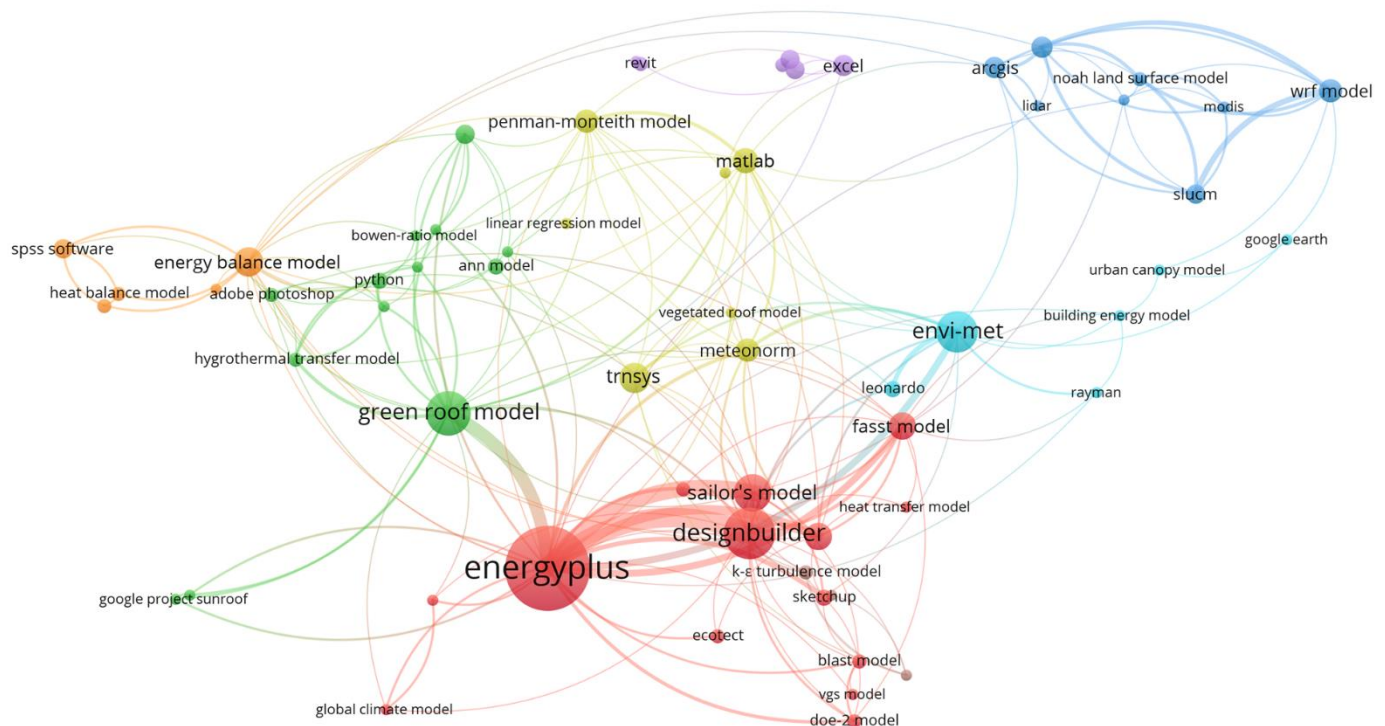 revit
excel
arcgis
noah land surface model
wrf model
lidar
modis
penman-monteith model
matlab
slucm
linear regression model
bowen-ratio model
google earth
spss software
energy balance model
ann model
urban canopy model
python
heat balance model
adobe photoshop
vegetated roof model
building energy model
envi-met
meteonorm
hygrothermal transfer model
trnsys
leonardo
rayman
green roof model
fasst model
sailor's model
heat transfer model
designbuilder
energyplus
k-ε turbulence model
sketchup
google project sunroof
ecotect
blast model
vgs model
global climate model
doe-2 model